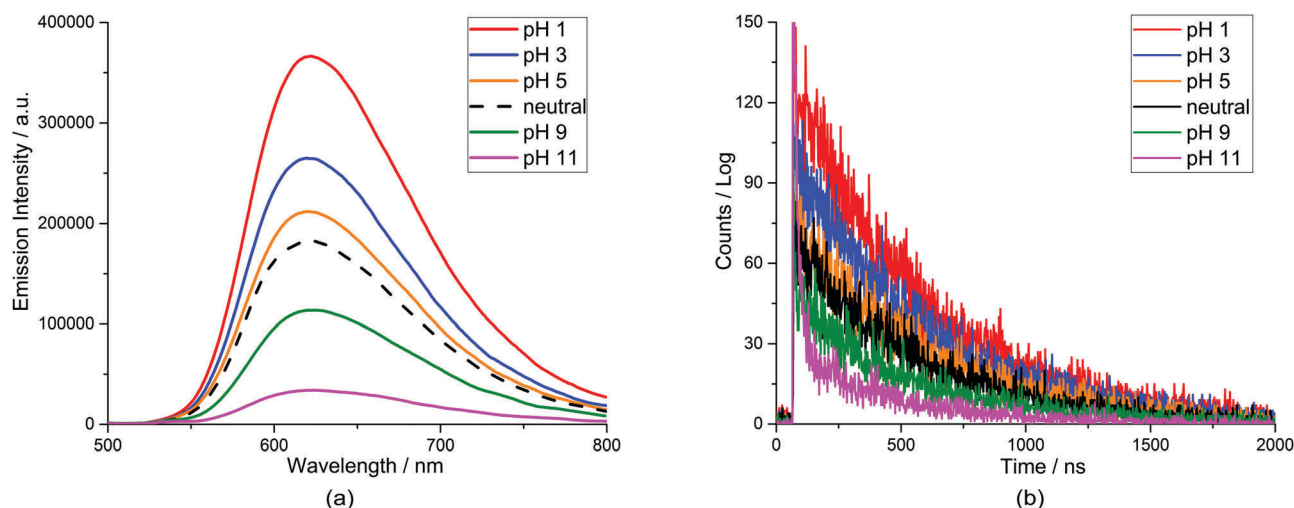 400000
300000
200000
100000
0
Emission Intensity / a.u.
500
600
700
800
Wavelength / nm
pH 1
pH 3
pH 5
neutral
pH 9
pH 11
(a)
150
120
90
60
30
0
Counts / Log
0
500
1000
1500
2000
Time / ns
pH 1
pH 3
pH 5
neutral
pH 9
pH 11
(b)